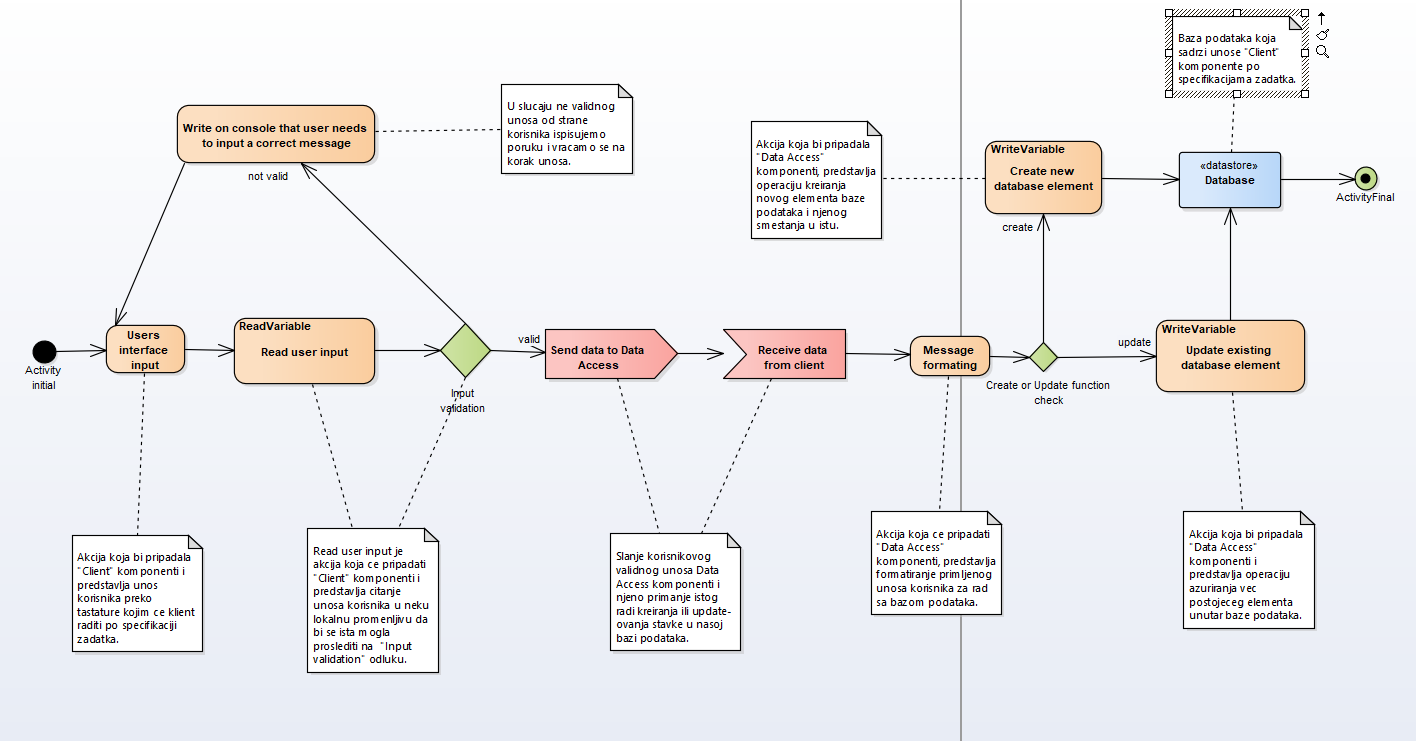 Baza podataka koja
sadrzi unose "Client"
komponente po
specifikacijama zadatka.
U slucaju ne validnog
unosa od strane
korisnika ispisujemo
poruku i vracamo se na
korak unosa.
Write on console that user needs
to input a correct message
not valid
Akcija koja bi pripadala
"Data Access"
komponenti, predstavlja
operaciju kreiranja
novog elementa baze
podataka i njenog
smestanja u istu.
WriteVariable
Create new
database element
create
«datastore»
Database
ActivityFinal
Activity
initial
Users
interface
input
ReadVariable
Read user input
Input
validation
valid
Send data to Data
Access
Receive data
from client
Message
formating
Create or Update function
check
update
WriteVariable
Update existing
database element
Akcija koja bi pripadala
"Client" komponenti i
predstavlja unos
korisnika preko
tastature kojim ce klient
raditi po specifikaciji
zadatka.
Read user input je
akcija koja ce pripadati
"Client" komponenti i
predstavlja citanje
unosa korisnika u neku
lokalnu promenljivu da
bi se ista mogla
proslediti na "Input
validation" odluku.
Slanje korisnikovog
validnog unosa Data
Access komponenti i
njeno primanje istog
radi kreiranja ili update-
ovanja stavke u nasoj
bazi podataka.
Akcija koja ce pripadati
"Data Access"
komponenti, predstavlja
formatiranje primljenog
unosa korisnika za rad
sa bazom podataka.
Akcija koja bi pripadala
"Data Access"
komponenti i
predstavlja operaciju
azuriranja vec
postojeceg elementa
unutar baze podataka.